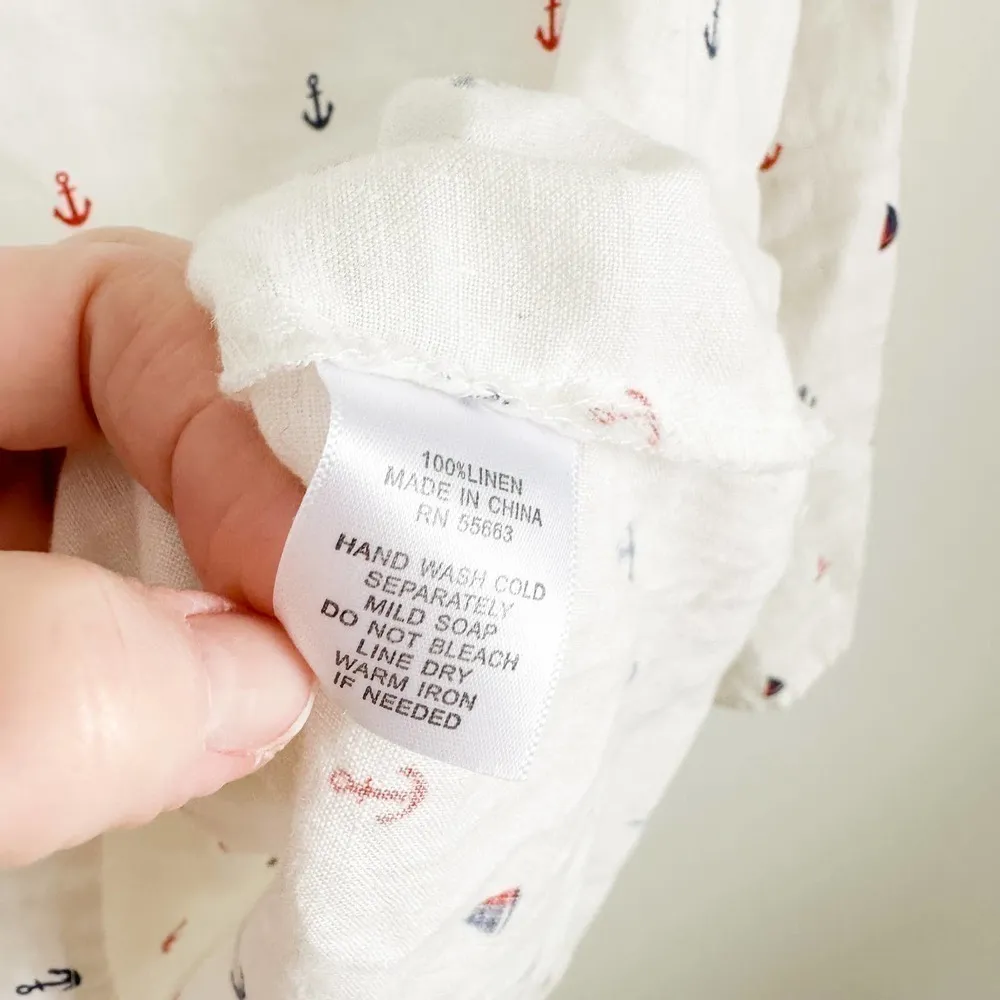 100%LINEN
MADE IN CHINA
RN 55663
HAND WASH COLD
SEPARATELY
MILD SOAP
DO NOT BLEACH
LINE DRY
WARM IRON
IF NEEDED